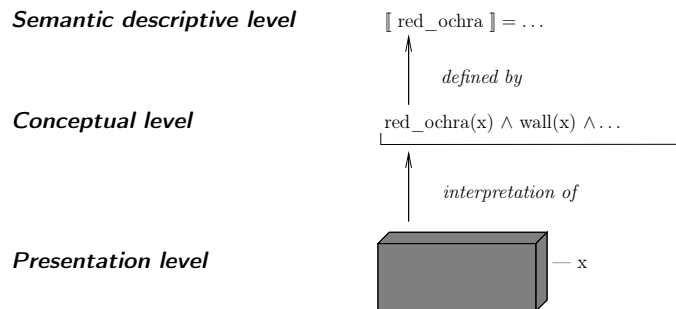 Semantic descriptive level ⟦ red_ochra ⟧ = ...
defined by
Conceptual level red_ochra(x) ∧ wall(x) ∧ ...
interpretation of
Presentation level — x